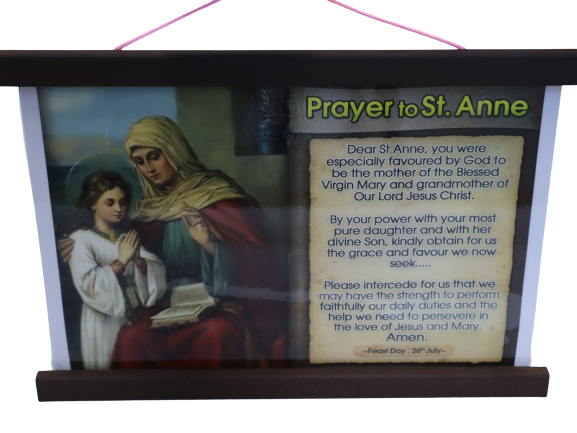 Prayer to St. Anne
Dear St Anne, you were
especially favoured by God to
be the mother of the Blessed
Virgin Mary and grandmother of
Our Lord Jesus Christ.
By your power with your most
pure daughter and with her
divine Son, kindly obtain for us
the grace and favour we now
seek.....
Please intercede for us that we
may have the strength to perform
faithfully our daily duties and the
help we need to persevere in
the love of Jesus and Mary.
Amen.
~Feast Day : 26th July~